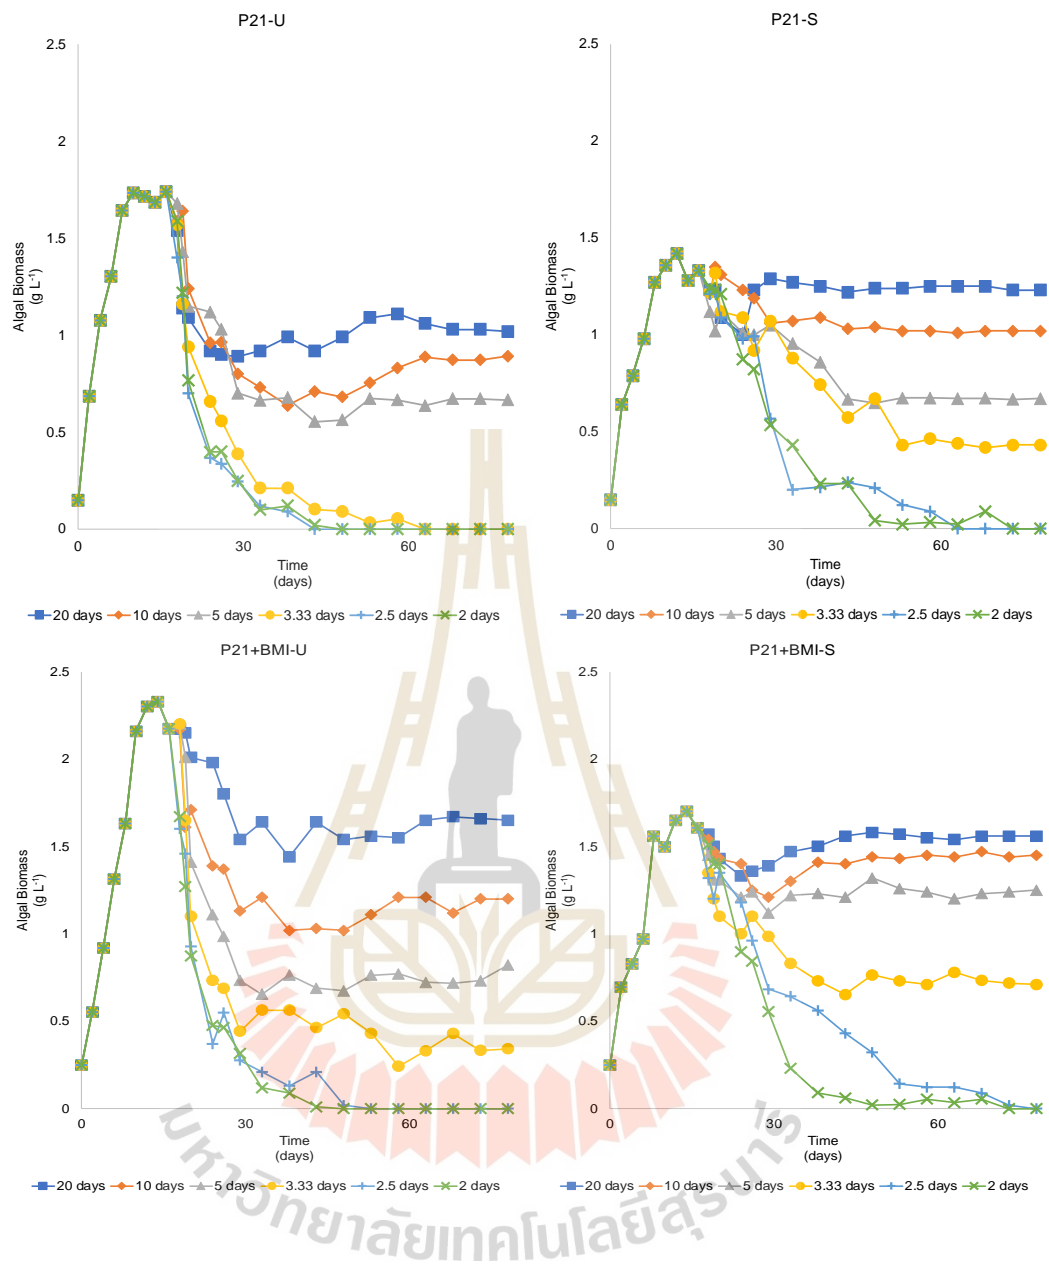 P21-U
2.5
2
1.5
1
0.5
0
0 30 60
Algal Biomass
(g L⁻¹)
Time
(days)
20 days 10 days 5 days 3.33 days 2.5 days 2 days
P21-S
2.5
2
1.5
1
0.5
0
0 30 60
Algal Biomass
(g L⁻¹)
Time
(days)
20 days 10 days 5 days 3.33 days 2.5 days 2 days
P21+BMI-U
2.5
2
1.5
1
0.5
0
0 30 60
Algal Biomass
(g L⁻¹)
Time
(days)
20 days 10 days 5 days 3.33 days 2.5 days 2 days
P21+BMI-S
2.5
2
1.5
1
0.5
0
0 30 60
Algal Biomass
(g L⁻¹)
Time
(days)
20 days 10 days 5 days 3.33 days 2.5 days 2 days
มหาวิทยาลัยเทคโนโลยีสุรนารี